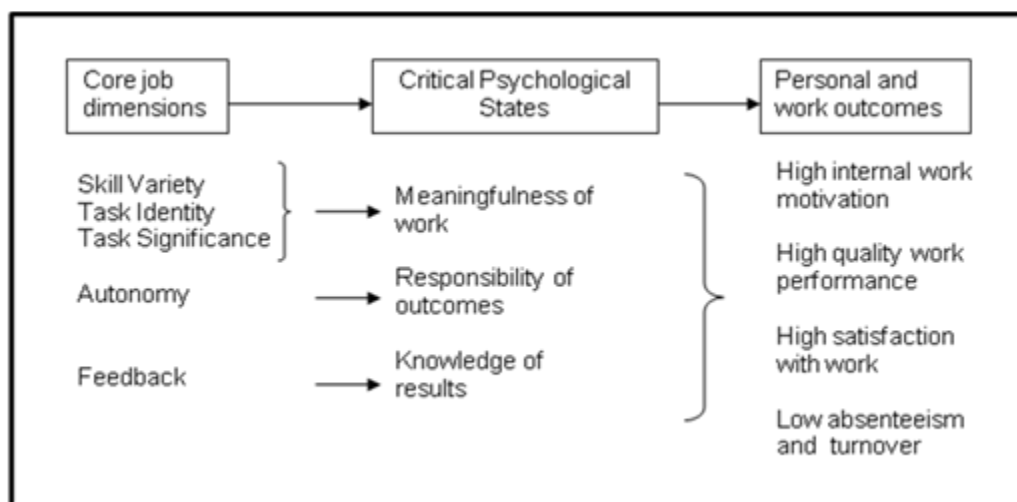 Core job
dimensions
Critical Psychological
States
Personal and
work outcomes
Skill Variety
Task Identity
Task Significance
Autonomy
Feedback
Meaningfulness of
work
Responsibility of
outcomes
Knowledge of
results
High internal work
motivation
High quality work
performance
High satisfaction
with work
Low absenteeism
and turnover